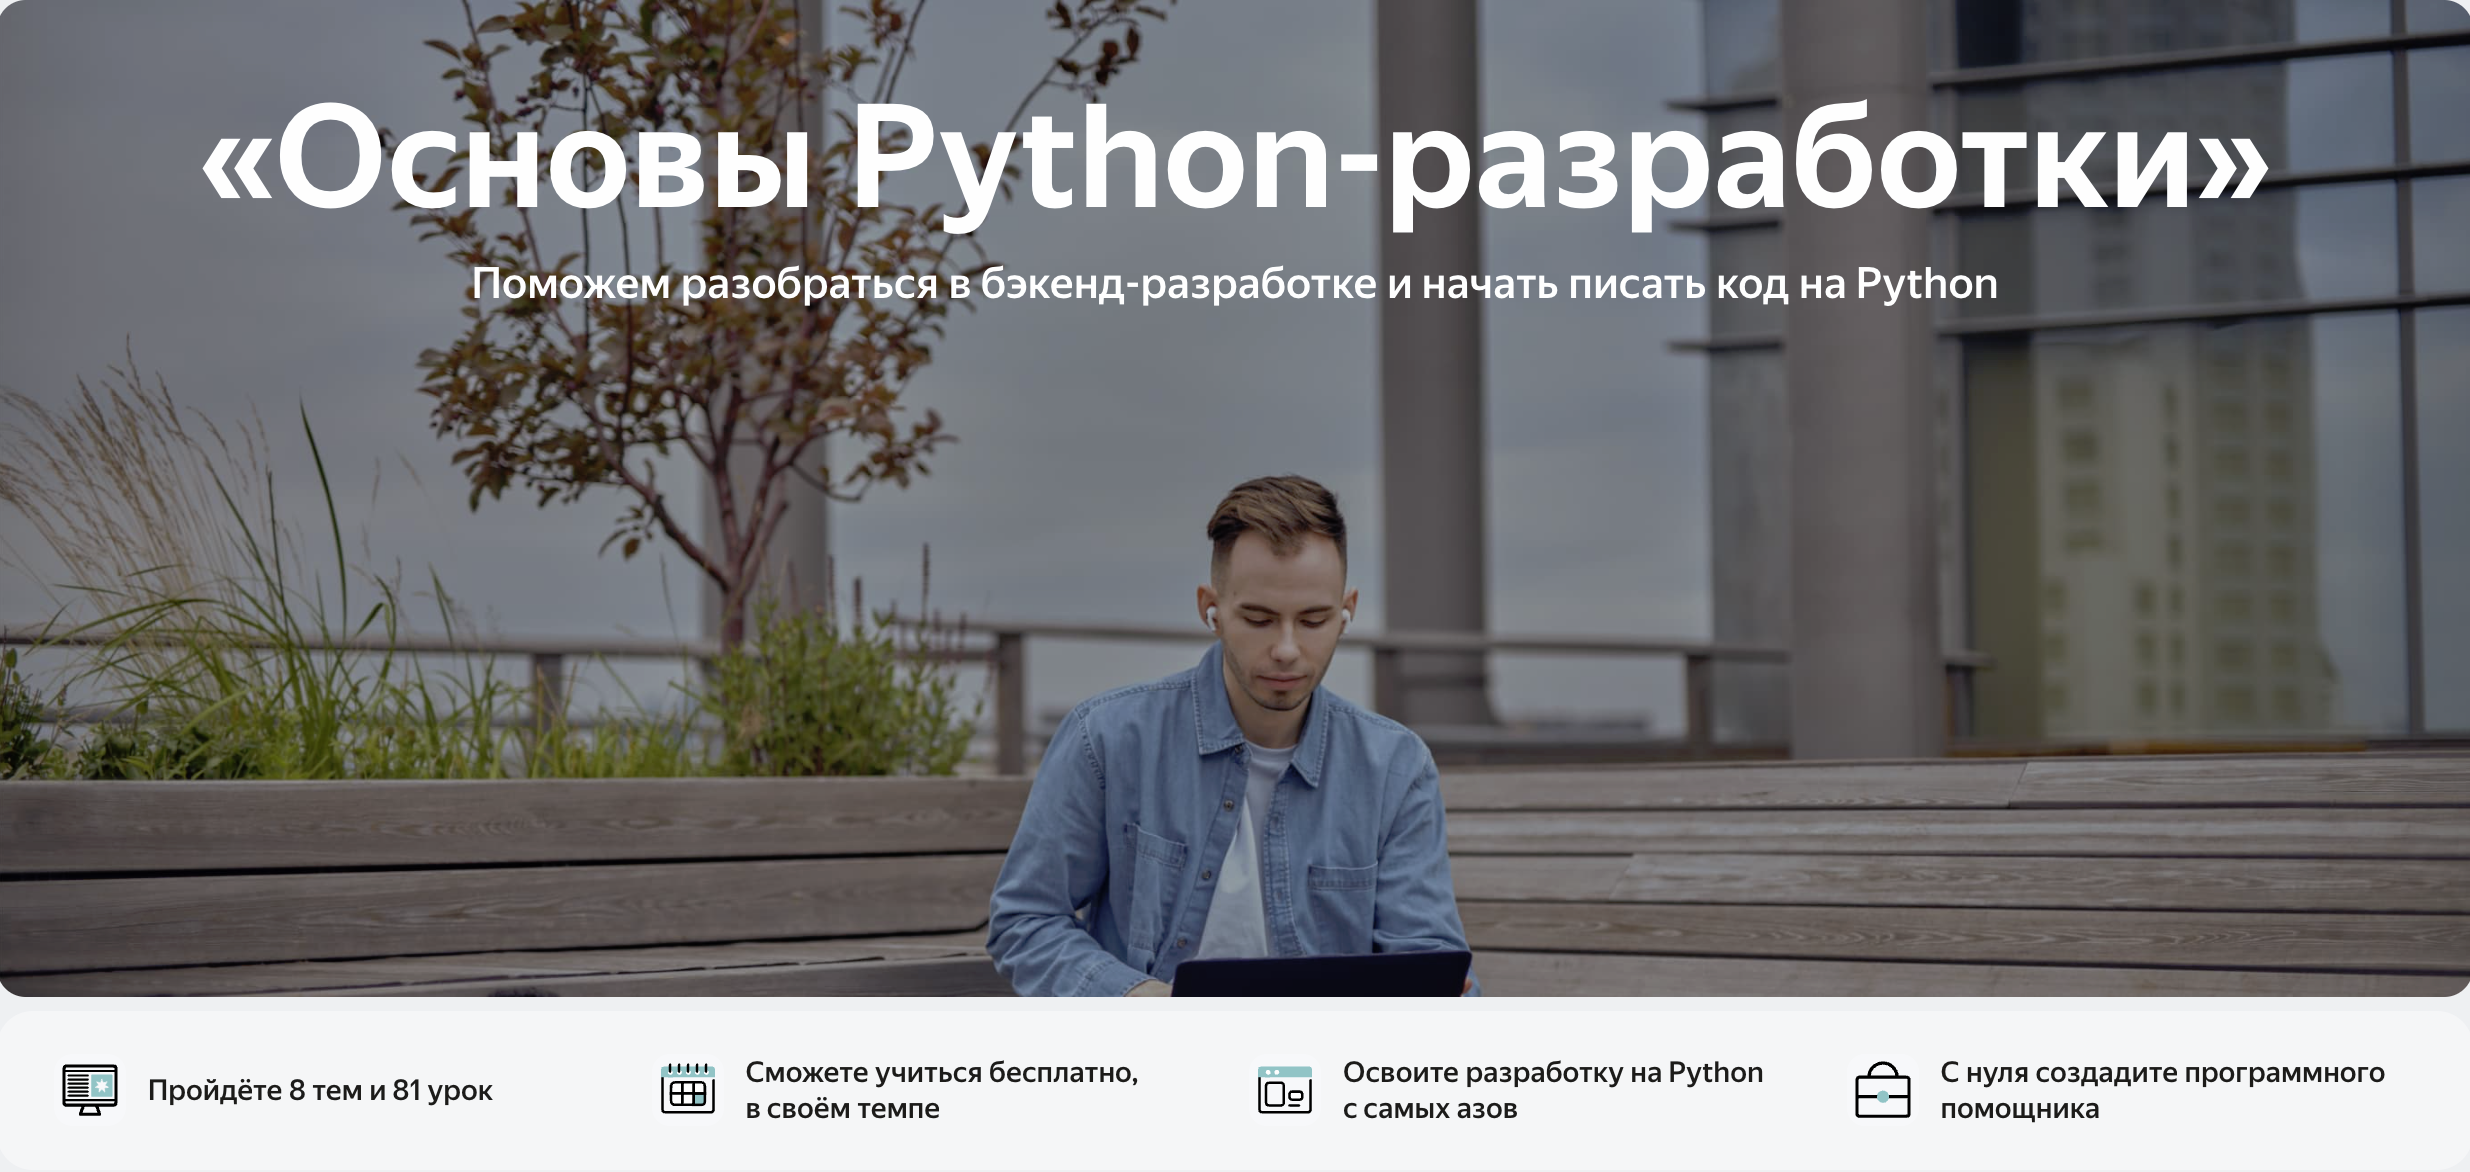 «Основы Python-разработки»
Поможем разобраться в бэкенд-разработке и начать писать код на Python
Пройдёте 8 тем и 81 урок
Сможете учиться бесплатно,
в своём темпе
Освоите разработку на Python
с самых азов
С нуля создадите программного
помощника